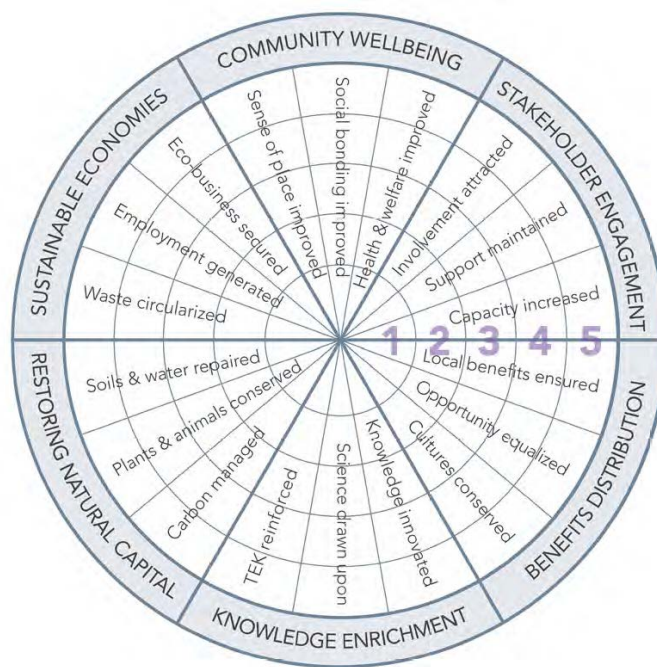 COMMUNITY WELLBEING
Sense of place improved
Social bonding improved
Health & welfare improved
STAKEHOLDER ENGAGEMENT
Involvement attracted
Support maintained
Capacity increased
1 2 3 4 5
BENEFITS DISTRIBUTION
Local benefits ensured
Opportunity equalized
Cultures conserved
KNOWLEDGE ENRICHMENT
Knowledge innovated
Science drawn upon
TEK reinforced
RESTORING NATURAL CAPITAL
Carbon managed
Plants & animals conserved
Soils & water repaired
SUSTAINABLE ECONOMIES
Waste circularized
Employment generated
Eco-business secured